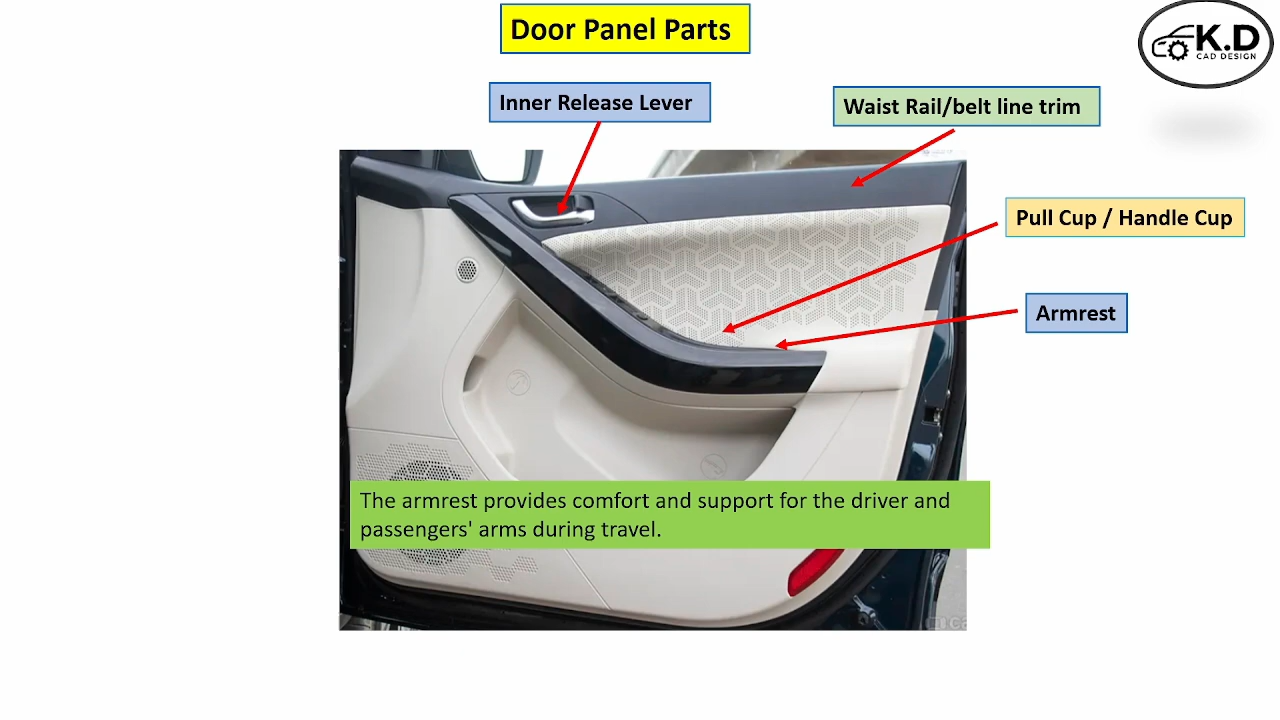 Door Panel Parts
K.D
CAD DESIGN
Inner Release Lever
Waist Rail/belt line trim
Pull Cup / Handle Cup
Armrest
The armrest provides comfort and support for the driver and
passengers' arms during travel.